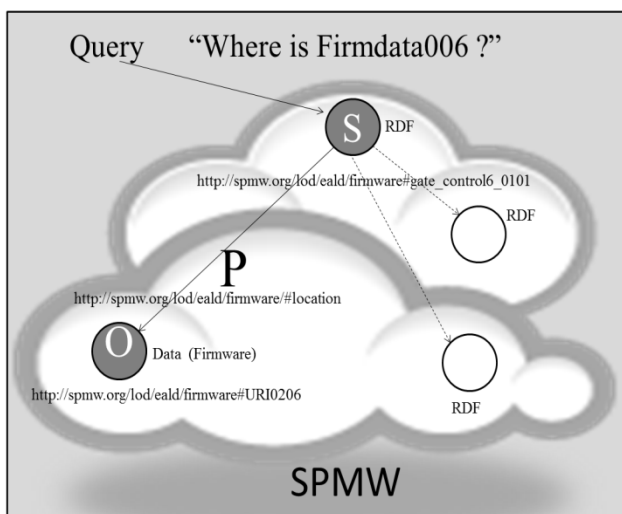 Query “Where is Firmdata006 ?”
S RDF
http://spmw.org/lod/eald/firmware#gate_control6_0101
RDF
P
http://spmw.org/lod/eald/firmware/#location
O Data (Firmware)
http://spmw.org/lod/eald/firmware#URI0206
RDF
SPMW